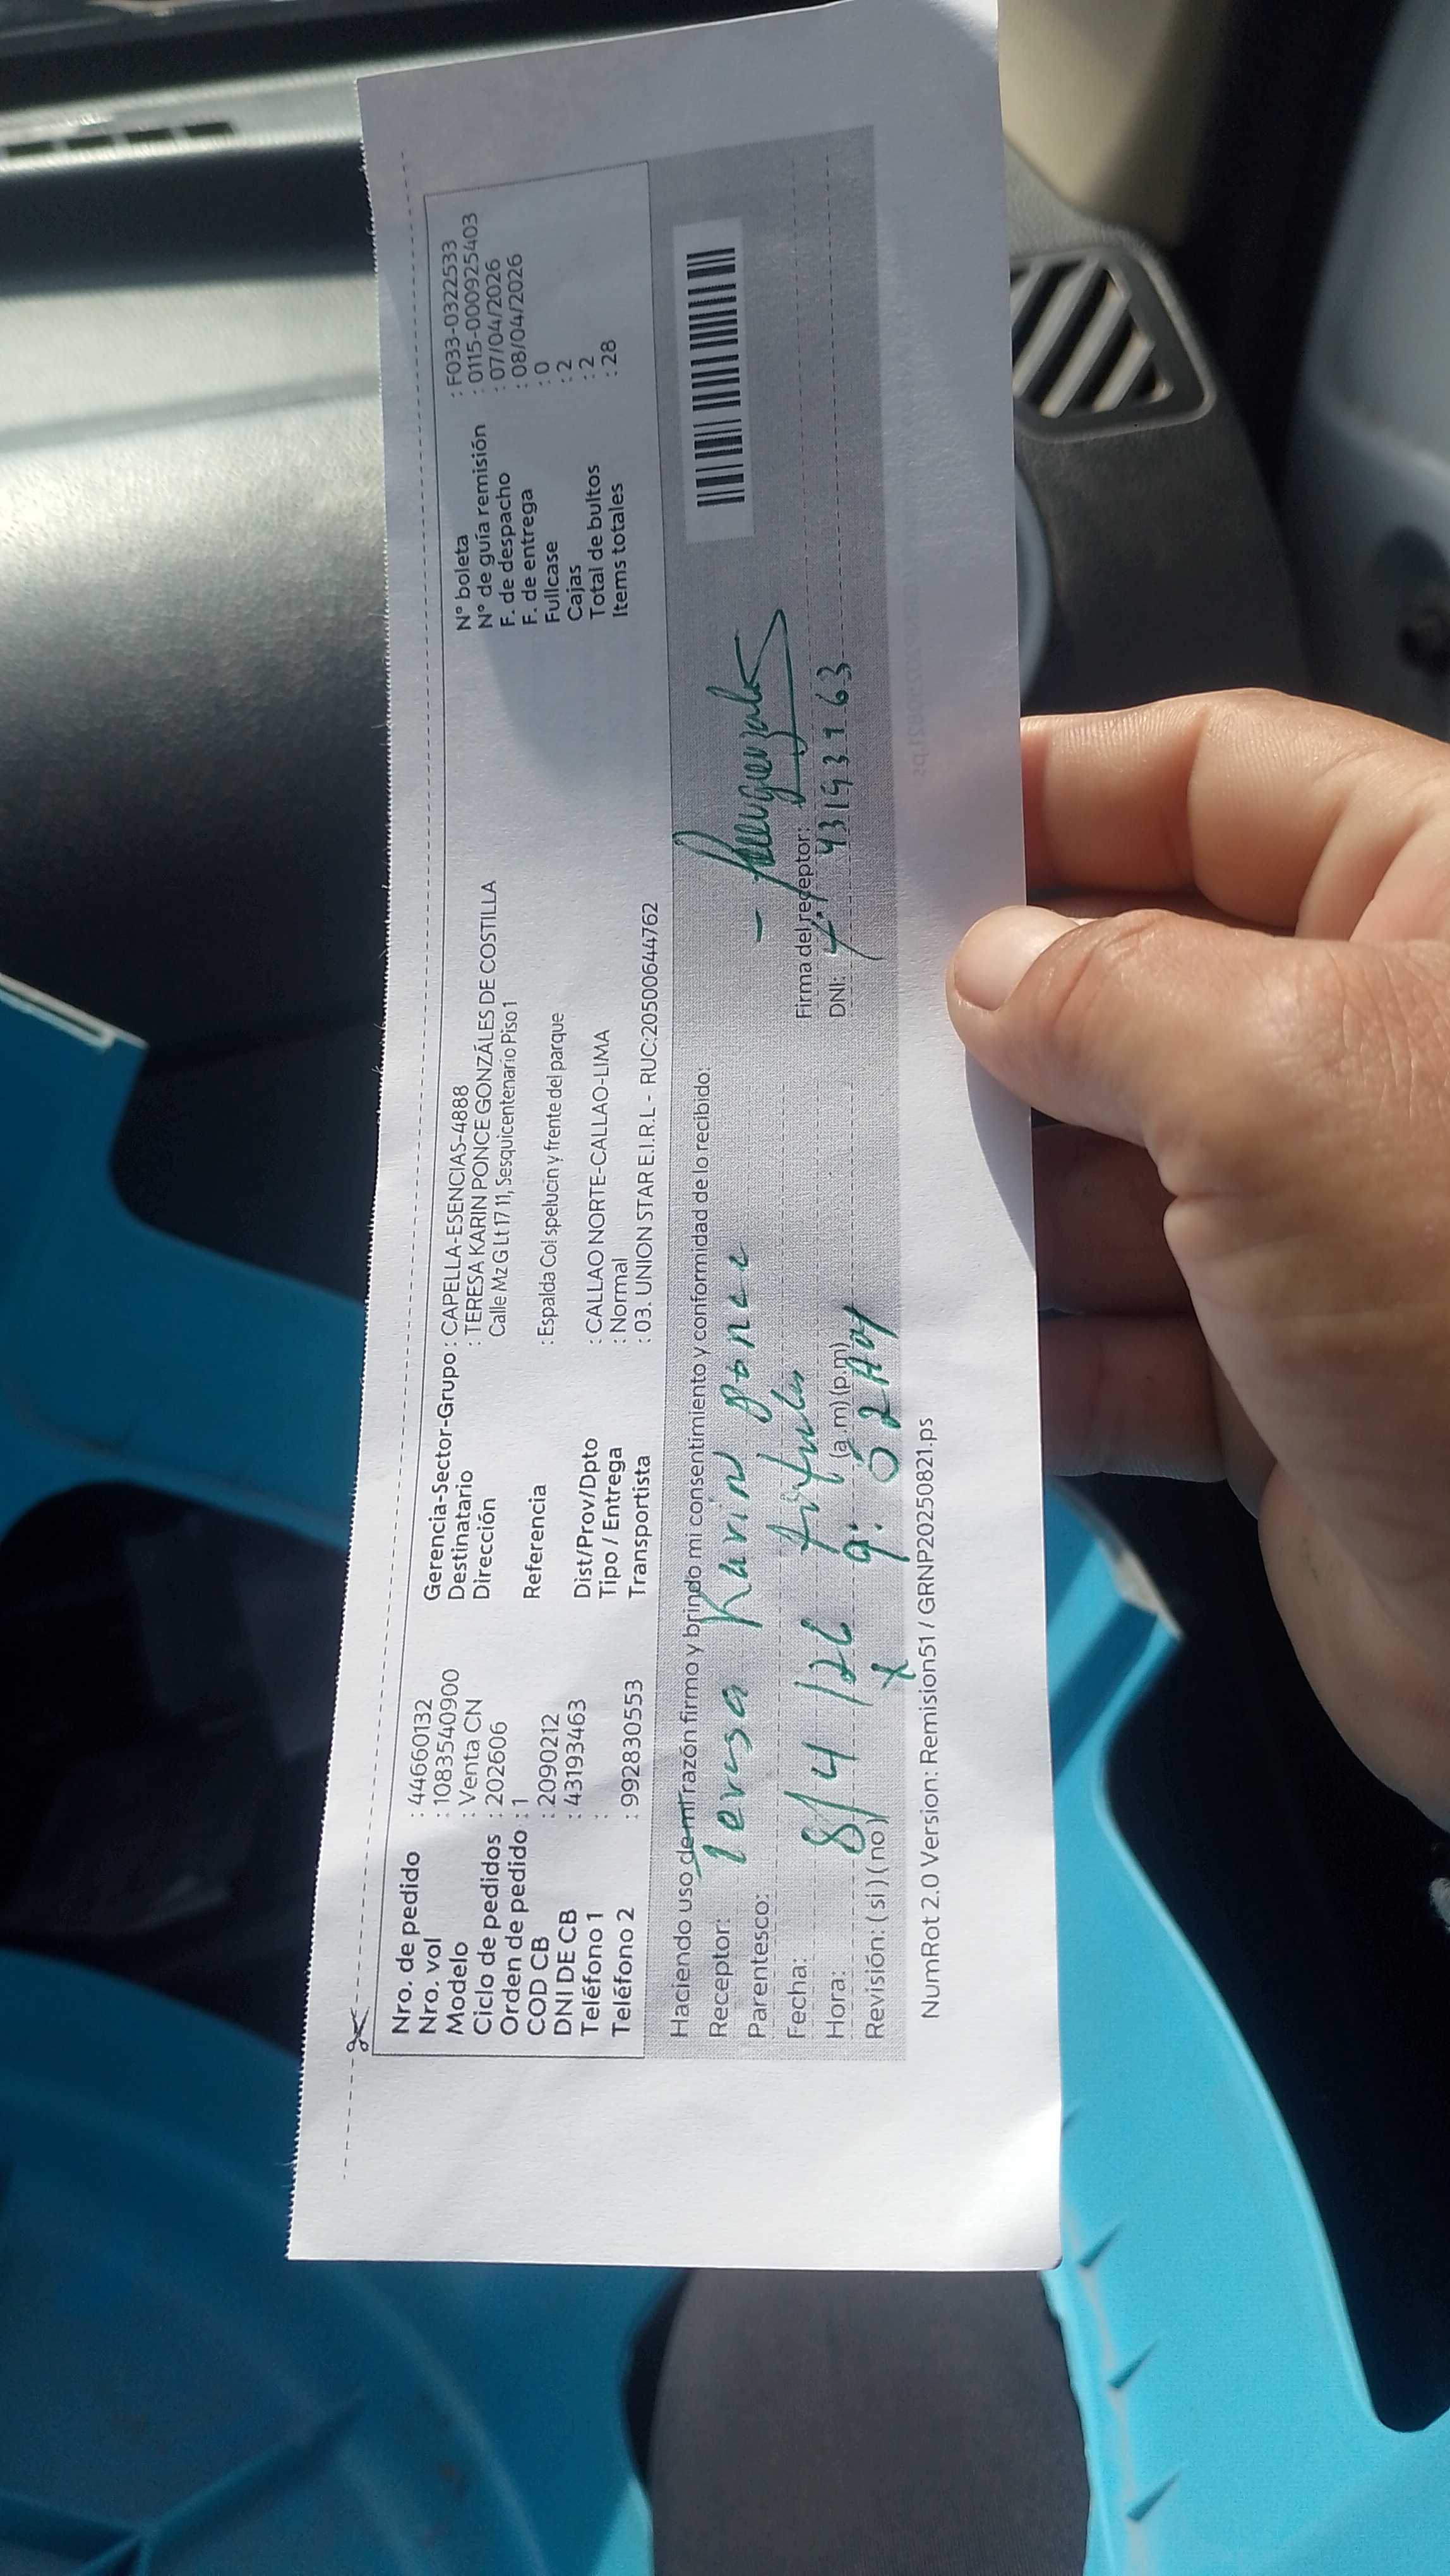 Nro. de pedido : 44660132
Nro. vol : 1083540900
Modelo : Venta CN
Ciclo de pedidos : 202606
Orden de pedido : 1
COD CB : 2090212
DNI DE CB : 43193463
Teléfono 1 :
Teléfono 2 : 992830553
Gerencia-Sector-Grupo : CAPELLA-ESENCIAS-4888
Destinatario : TERESA KARIN PONCE GONZÁLES DE COSTILLA
Dirección Calle Mz G Lt 17 11, Sesquicentenario Piso 1
Referencia : Espalda Col spelucin y frente del parque
Dist/Prov/Dpto : CALLAO NORTE-CALLAO-LIMA
Tipo / Entrega : Normal
Transportista : 03. UNION STAR E.I.R.L - RUC:20500644762
N° boleta : F033-0322533
N° de guía remisión : 0115-0000925403
F. de despacho : 07/04/2026
F. de entrega : 08/04/2026
Fullcase : 0
Cajas : 2
Total de bultos : 2
Items totales : 28
Haciendo uso de mi razón firmo y brindo mi consentimiento y conformidad de lo recibido:
Receptor: Teresa Karin Ponce
Parentesco: titular
Fecha: 8/4/26
Hora: 9:02 (a.m) (p.m)
Revisión: ( si ) ( no ) x
Firma del receptor:
DNI:
NumRot 2.0 Version: Remision51 / GRNP20250821.ps